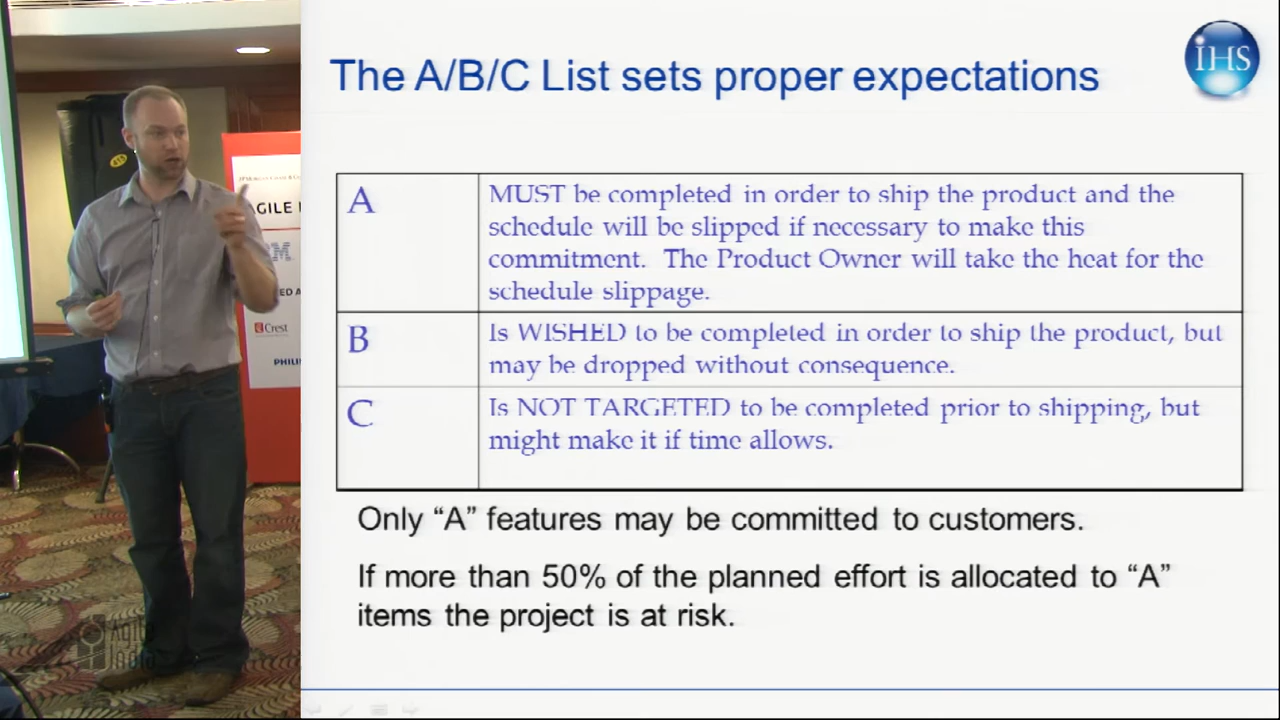 The A/B/C List sets proper expectations
IHS
A
MUST be completed in order to ship the product and the
schedule will be slipped if necessary to make this
commitment. The Product Owner will take the heat for the
schedule slippage.
B
Is WISHED to be completed in order to ship the product, but
may be dropped without consequence.
C
Is NOT TARGETED to be completed prior to shipping, but
might make it if time allows.
Only “A” features may be committed to customers.
If more than 50% of the planned effort is allocated to “A”
items the project is at risk.
AGILE
Crest
PHILI
Agile
India